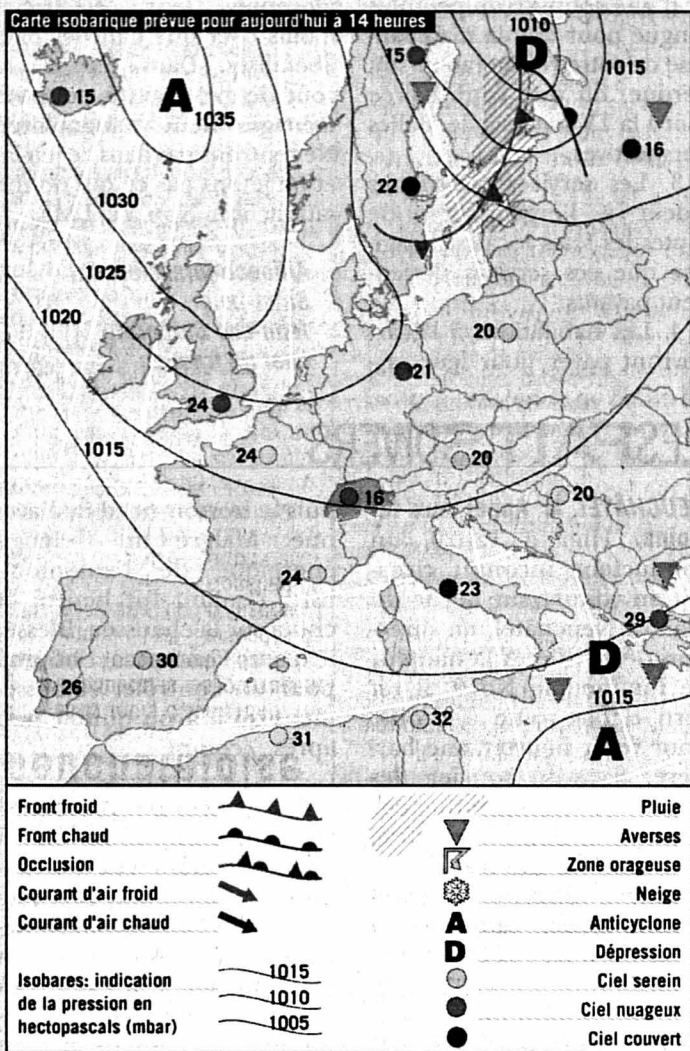 Carte isobarique prévue pour aujourd'hui à 14 heures
1010
D
1015
15
15
A
1035
16
1030
22
1025
1020
20
21
24
1015
24
20
20
16
24
23
29
30
D
26
1015
32
31
A
Front froid
Front chaud
Occlusion
Courant d'air froid
Courant d'air chaud
Isobares: indication
de la pression en
hectopascals (mbar)
1015
1010
1005
Pluie
Averses
Zone orageuse
Neige
A Anticyclone
D Dépression
Ciel serein
Ciel nuageux
Ciel couvert